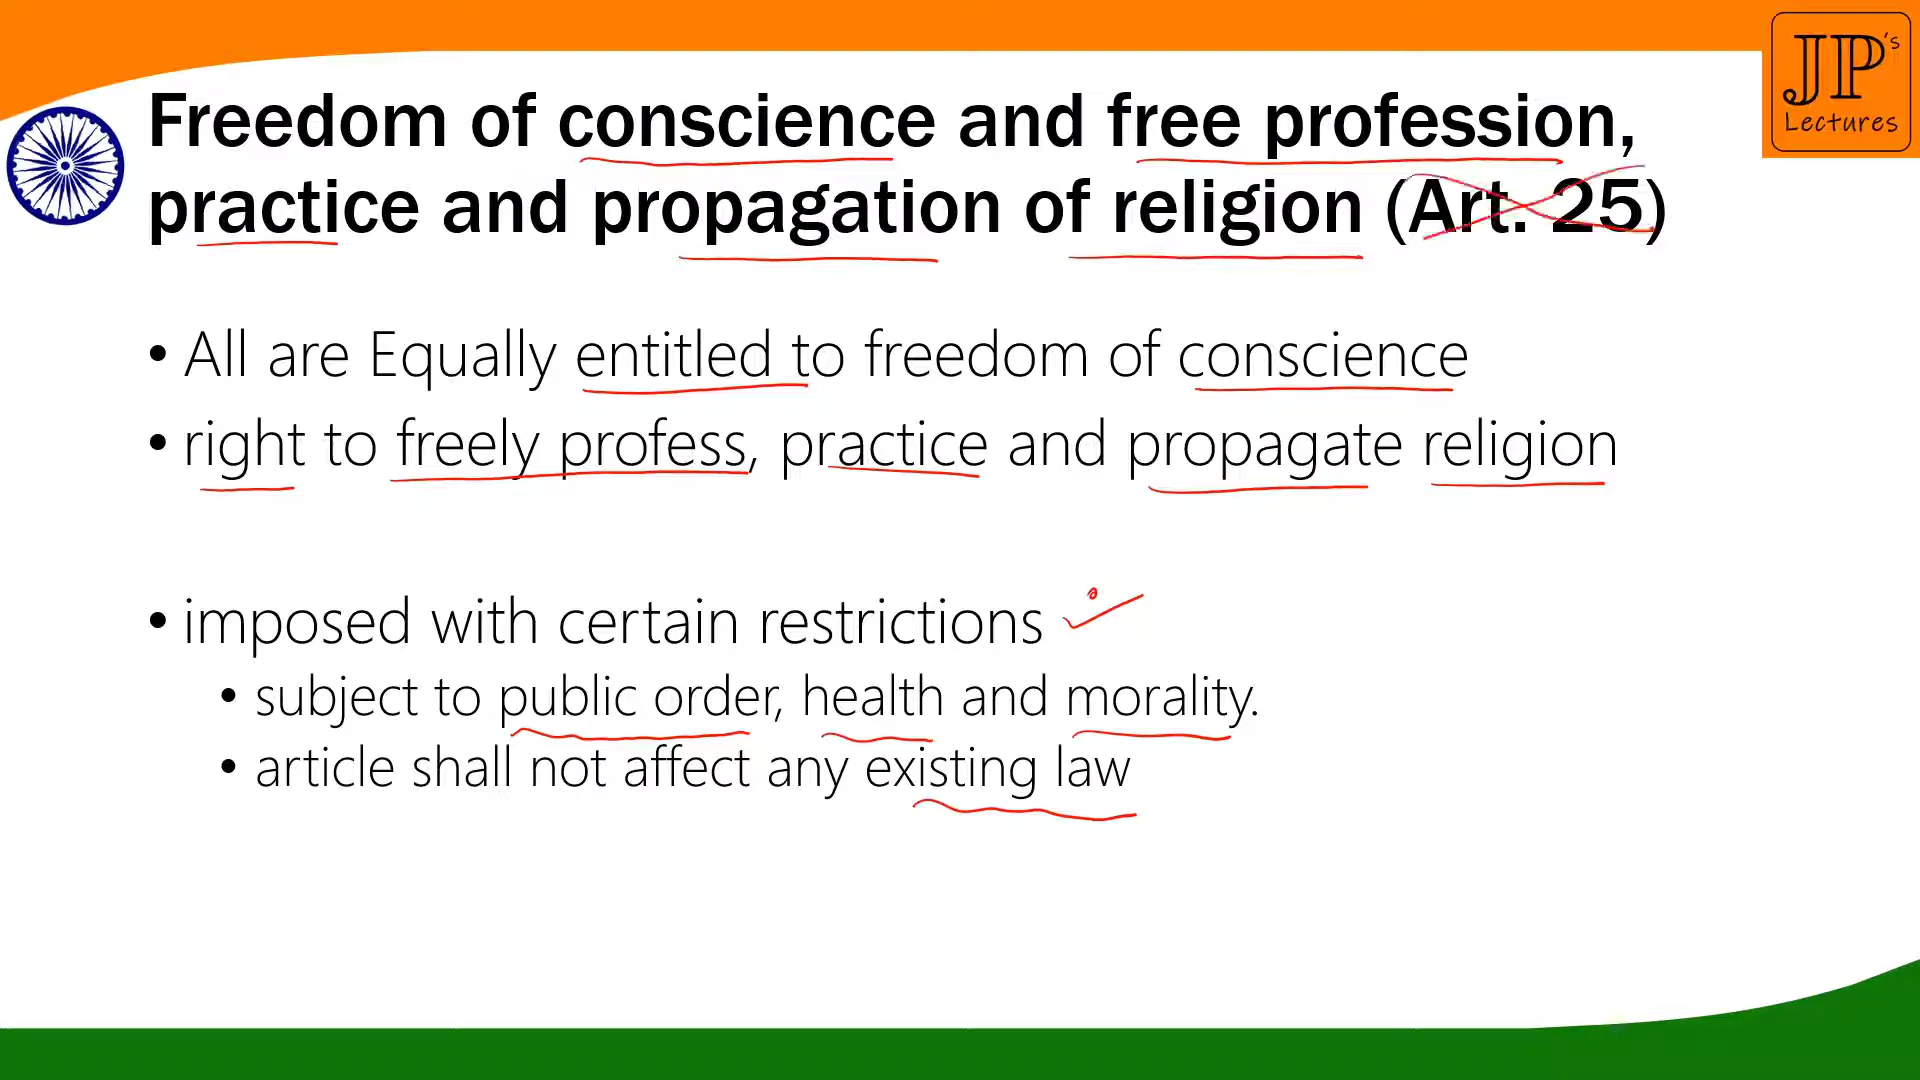 JP's
Lectures
Freedom of conscience and free profession,
practice and propagation of religion (Art. 25)
• All are Equally entitled to freedom of conscience
• right to freely profess, practice and propagate religion
• imposed with certain restrictions
• subject to public order, health and morality.
• article shall not affect any existing law